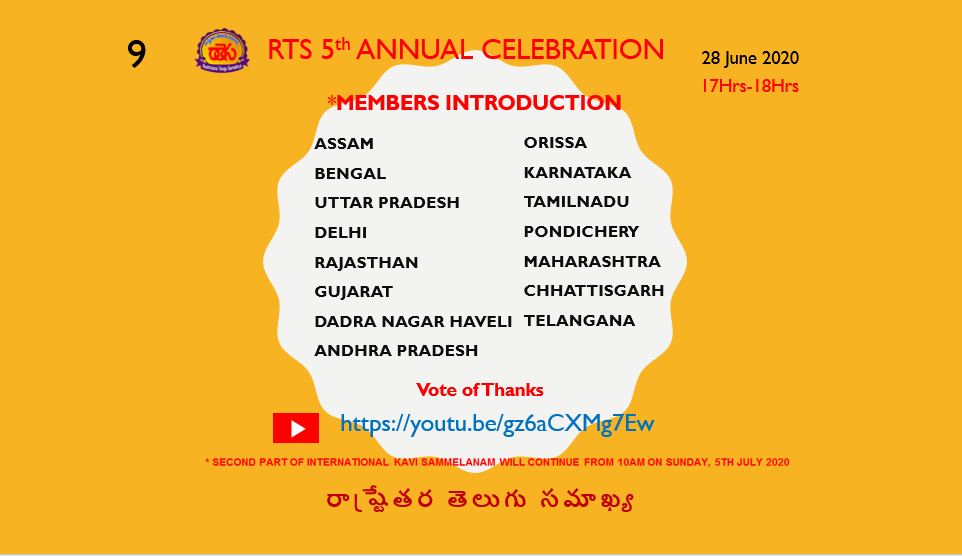 9
RTS 5th ANNUAL CELEBRATION
28 June 2020
17Hrs-18Hrs
*MEMBERS INTRODUCTION
ASSAM
BENGAL
UTTAR PRADESH
DELHI
RAJASTHAN
GUJARAT
DADRA NAGAR HAVELI
ANDHRA PRADESH
ORISSA
KARNATAKA
TAMILNADU
PONDICHERY
MAHARASHTRA
CHHATTISGARH
TELANGANA
Vote of Thanks
https://youtu.be/gz6aCXMg7Ew
* SECOND PART OF INTERNATIONAL KAVI SAMMELANAM WILL CONTINUE FROM 10AM ON SUNDAY, 5TH JULY 2020
రాష్ట్రేతర తెలుగు సమాఖ్య